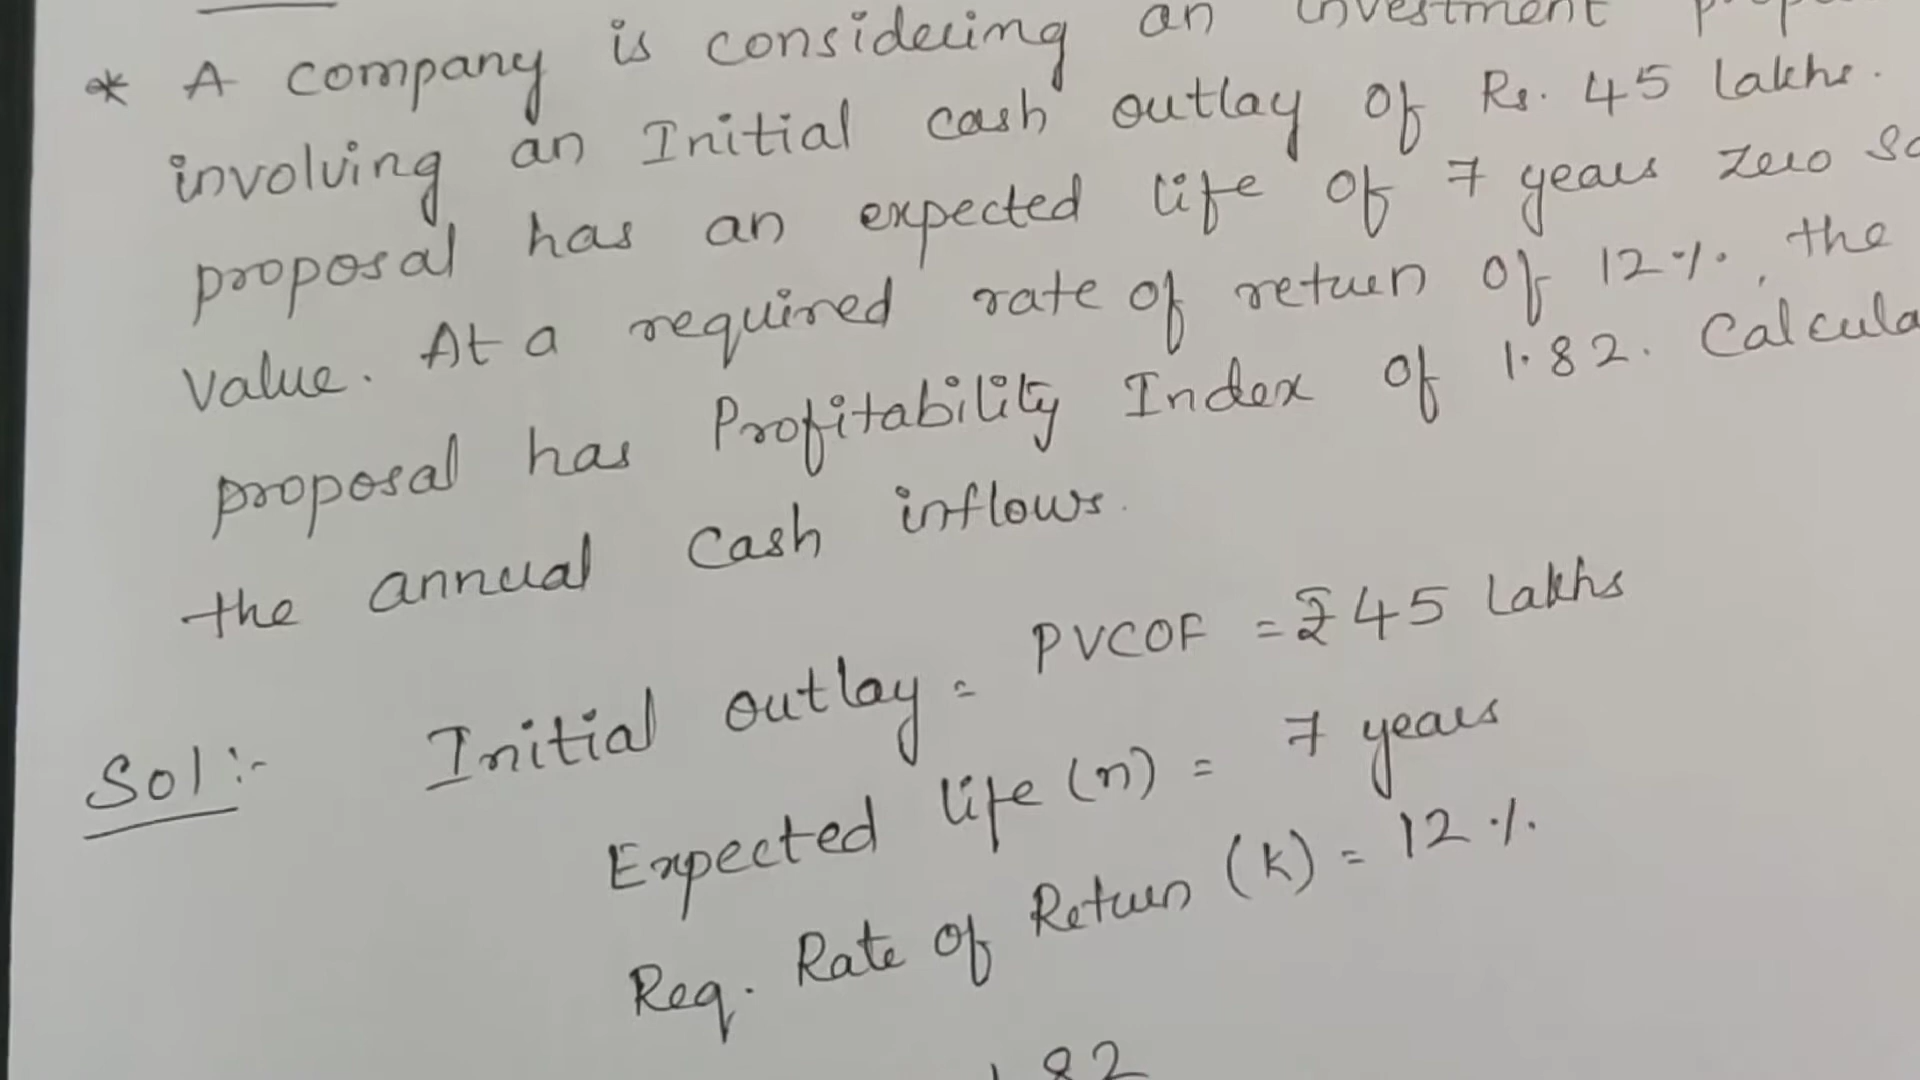 * A company is considering an investment
involving an Initial cash outlay of Rs. 45 lakhs.
proposal has an expected life of 7 years zero
value. At a required rate of return of 12%, the
proposal has Profitability Index of 1.82. Calcula
the annual cash inflows.
Sol:- Initial outlay = PVCOF = ₹45 Lakhs
Expected life (n) = 7 years
Req. Rate of Return (k) = 12%